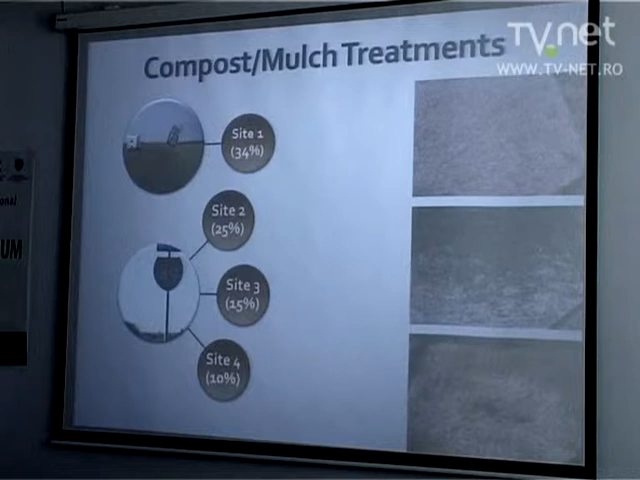 tv.net
WWW.TV-NET.RO
Compost/Mulch Treatments
Site 1
(34%)
Site 2
(25%)
Site 3
(15%)
Site 4
(10%)
onal
UM